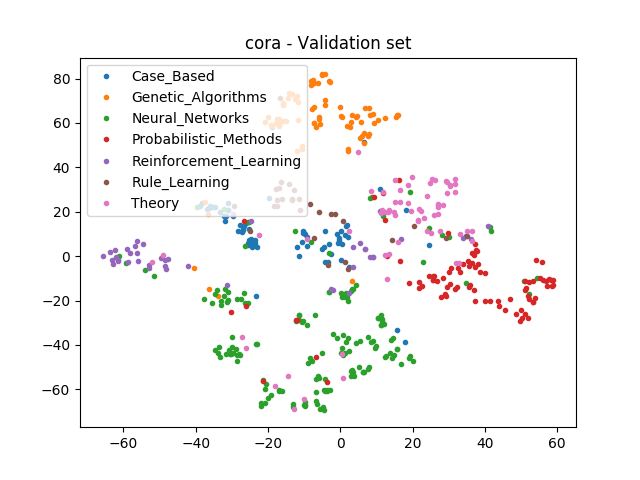 cora - Validation set
Case_Based
Genetic_Algorithms
Neural_Networks
Probabilistic_Methods
Reinforcement_Learning
Rule_Learning
Theory
80
60
40
20
0
−20
−40
−60
−60 −40 −20 0 20 40 60